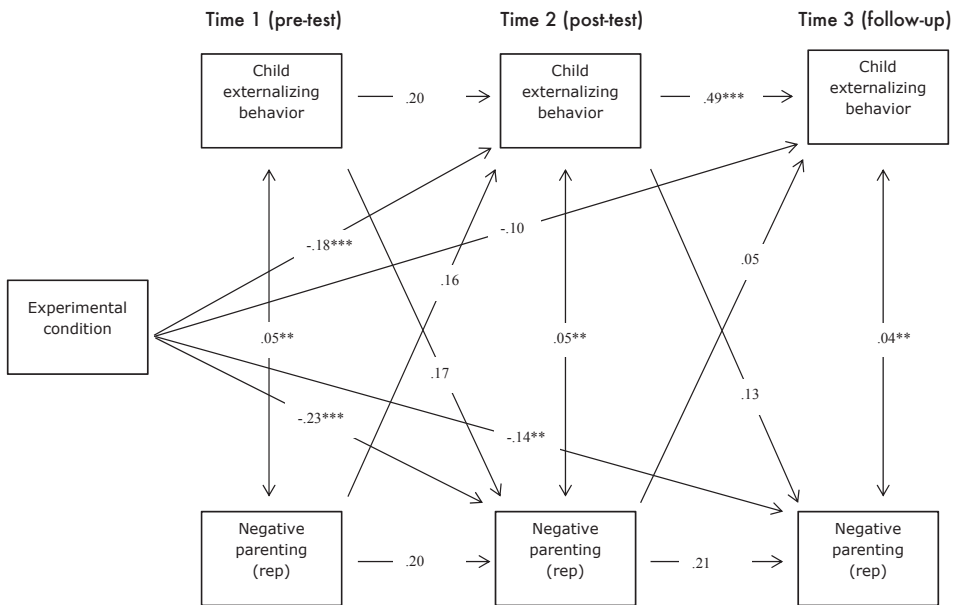 Time 1 (pre-test)
Time 2 (post-test)
Time 3 (follow-up)
Child
externalizing
behavior
.20
Child
externalizing
behavior
.49***
Child
externalizing
behavior
-.18***
-.10
.16
.05
Experimental
condition
.05**
.05**
.04**
.17
.13
-.23***
-.14**
Negative
parenting
(rep)
.20
Negative
parenting
(rep)
.21
Negative
parenting
(rep)